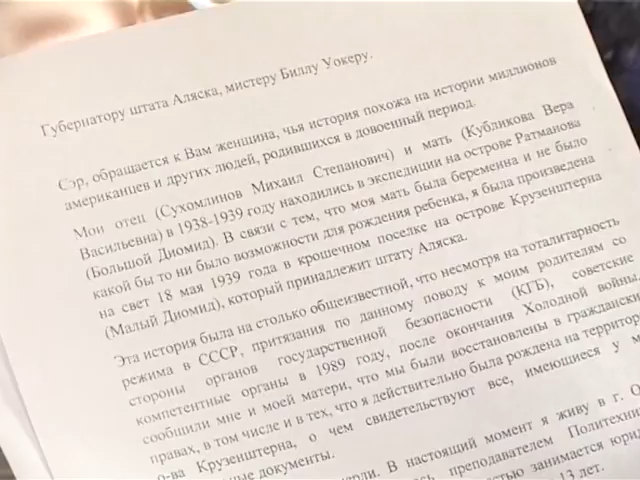 Губернатору штата Аляска, мистеру Биллу Уокеру.
Сэр, обращается к Вам женщина, чья история похожа на истории миллионов
американцев и других людей, родившихся в довоенный период.
Мои отец (Сухомлинов Михаил Степанович) и мать (Кубликова Вера
Васильевна) в 1938-1939 году находились в экспедиции на острове Ратманова
(Большой Диомид). В связи с тем, что моя мать была беременна и не было
какой бы то ни было возможности для рождения ребенка, я была произведена
на свет 18 мая 1939 года в крошечном поселке на острове Крузенштерна
(Малый Диомид), который принадлежит штату Аляска.
Эта история была на столько общеизвестной, что несмотря на тоталитарность
режима в СССР, притязания по данному поводу к моим родителям со
стороны органов государственной безопасности (КГБ), советские
компетентные органы в 1989 году, после окончания Холодной войны
сообщили мне и моей матери, что мы были восстановлены в гражданск
правах, в том числе и в тех, что я действительно была рождена на территор
о-ва Крузенштерна, о чем свидетельствуют все, имеющиеся у м
документы.
В настоящий момент я живу в г. О
преподавателем Политехни
занимается юри
13 лет.